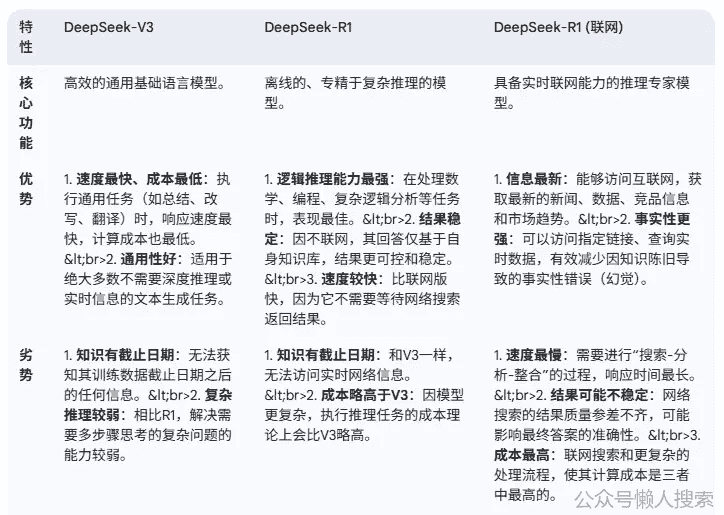 特 DeepSeek-V3 DeepSeek-R1 DeepSeek-R1 (联网)
性
核 高效的通用基础语言模型。 离线的、专精于复杂推理的模 具备实时联网能力的推理专家模
心 型。 型。
功
能
优 1. 速度最快、成本最低：执 1. 逻辑推理能力最强：在处理数 1. 信息最新：能够访问互联网，获
势 行通用任务（如总结、改 学、编程、复杂逻辑分析等任务 取最新的新闻、数据、竞品信息
写、翻译）时，响应速度最 时，表现最佳。&lt;br>2. 结果稳 和市场趋势。&lt;br>2. 事实性更
快，计算成本也最低。 定：因不联网，其回答仅基于自 强：可以访问指定链接、查询实
&lt;br>2. 通用性好：适用于 身知识库，结果更可控和稳定。 时数据，有效减少因知识陈旧导
绝大多数不需要深度推理或 &lt;br>3. 速度较快：比联网版 致的事实性错误（幻觉）。
实时信息的文本生成任务。 快，因为它不需要等待网络搜索
返回结果。
劣 1. 知识有截止日期：无法获 1. 知识有截止日期：和V3一样， 1. 速度最慢：需要进行“搜索-分
势 知其训练数据截止日期之后 无法访问实时网络信息。 析-整合”的过程，响应时间最长。
的任何信息。&lt;br>2. 复杂 &lt;br>2. 成本略高于V3：因模型 &lt;br>2. 结果可能不稳定：网络
推理较弱：相比R1，解决需 更复杂，执行推理任务的成本理 搜索的结果质量参差不齐，可能
要多步骤思考的复杂问题的 论上会比V3略高。 影响最终答案的准确性。&lt;br>3.
能力较弱。 成本最高：联网搜索和更复杂的
处理流程，使其计算成本是三者
中最高的。
公众号懒人搜索